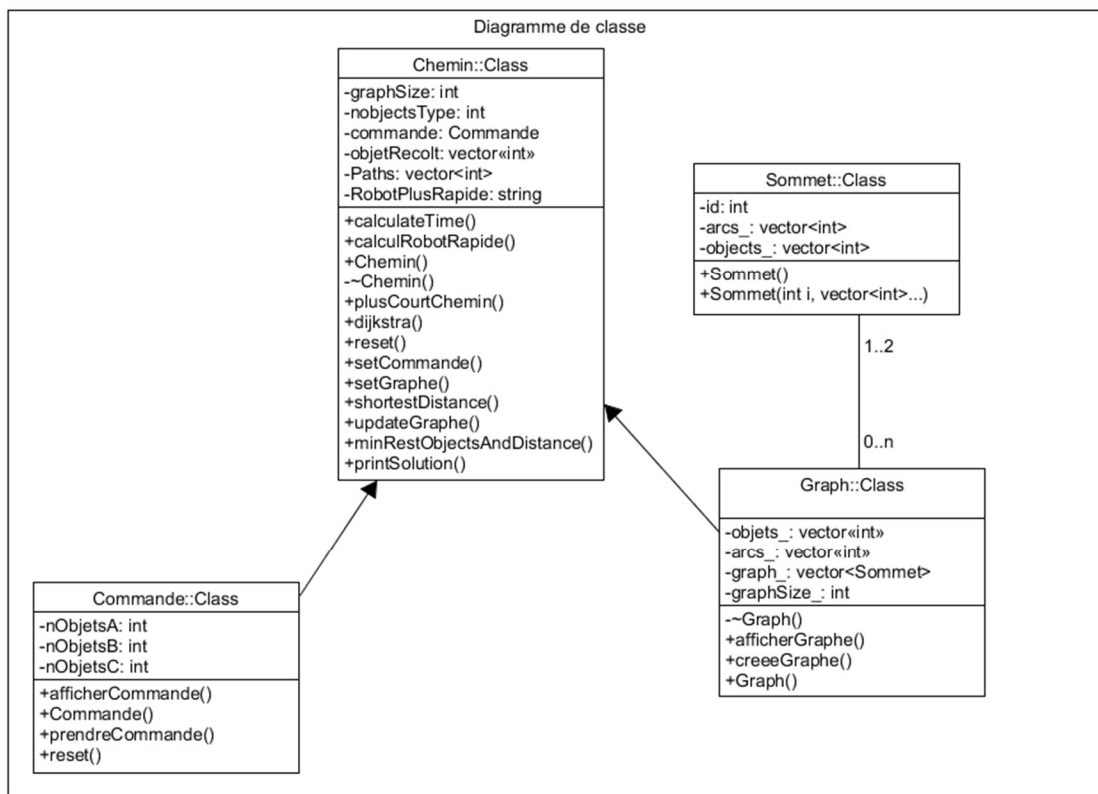 Diagramme de classe
Chemin::Class
-graphSize: int
-nobjectsType: int
-commande: Commande
-objetRecolt: vector«int»
-Paths: vector<int>
-RobotPlusRapide: string
+calculateTime()
+calculRobotRapide()
+Chemin()
-~Chemin()
+plusCourtChemin()
+dijkstra()
+reset()
+setCommande()
+setGraphe()
+shortestDistance()
+updateGraphe()
+minRestObjectsAndDistance()
+printSolution()
Sommet::Class
-id: int
-arcs_: vector<int>
-objects_: vector<int>
+Sommet()
+Sommet(int i, vector<int>...)
1..2
0..n
Graph::Class
-objets_: vector«int»
-arcs_: vector«int»
-graph_: vector<Sommet>
-graphSize_: int
-~Graph()
+afficherGraphe()
+creeeGraphe()
+Graph()
Commande::Class
-nObjetsA: int
-nObjetsB: int
-nObjetsC: int
+afficherCommande()
+Commande()
+prendreCommande()
+reset()